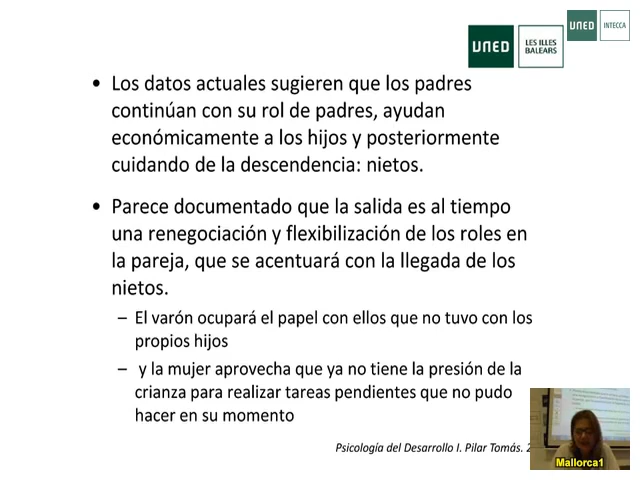 UNED
LES ILLES
BALEARS
UNED
INTECCA
• Los datos actuales sugieren que los padres
continúan con su rol de padres, ayudan
económicamente a los hijos y posteriormente
cuidando de la descendencia: nietos.
• Parece documentado que la salida es al tiempo
una renegociación y flexibilización de los roles en
la pareja, que se acentuará con la llegada de los
nietos.
– El varón ocupará el papel con ellos que no tuvo con los
propios hijos
– y la mujer aprovecha que ya no tiene la presión de la
crianza para realizar tareas pendientes que no pudo
hacer en su momento
Psicología del Desarrollo I. Pilar Tomás. 2
Mallorca1